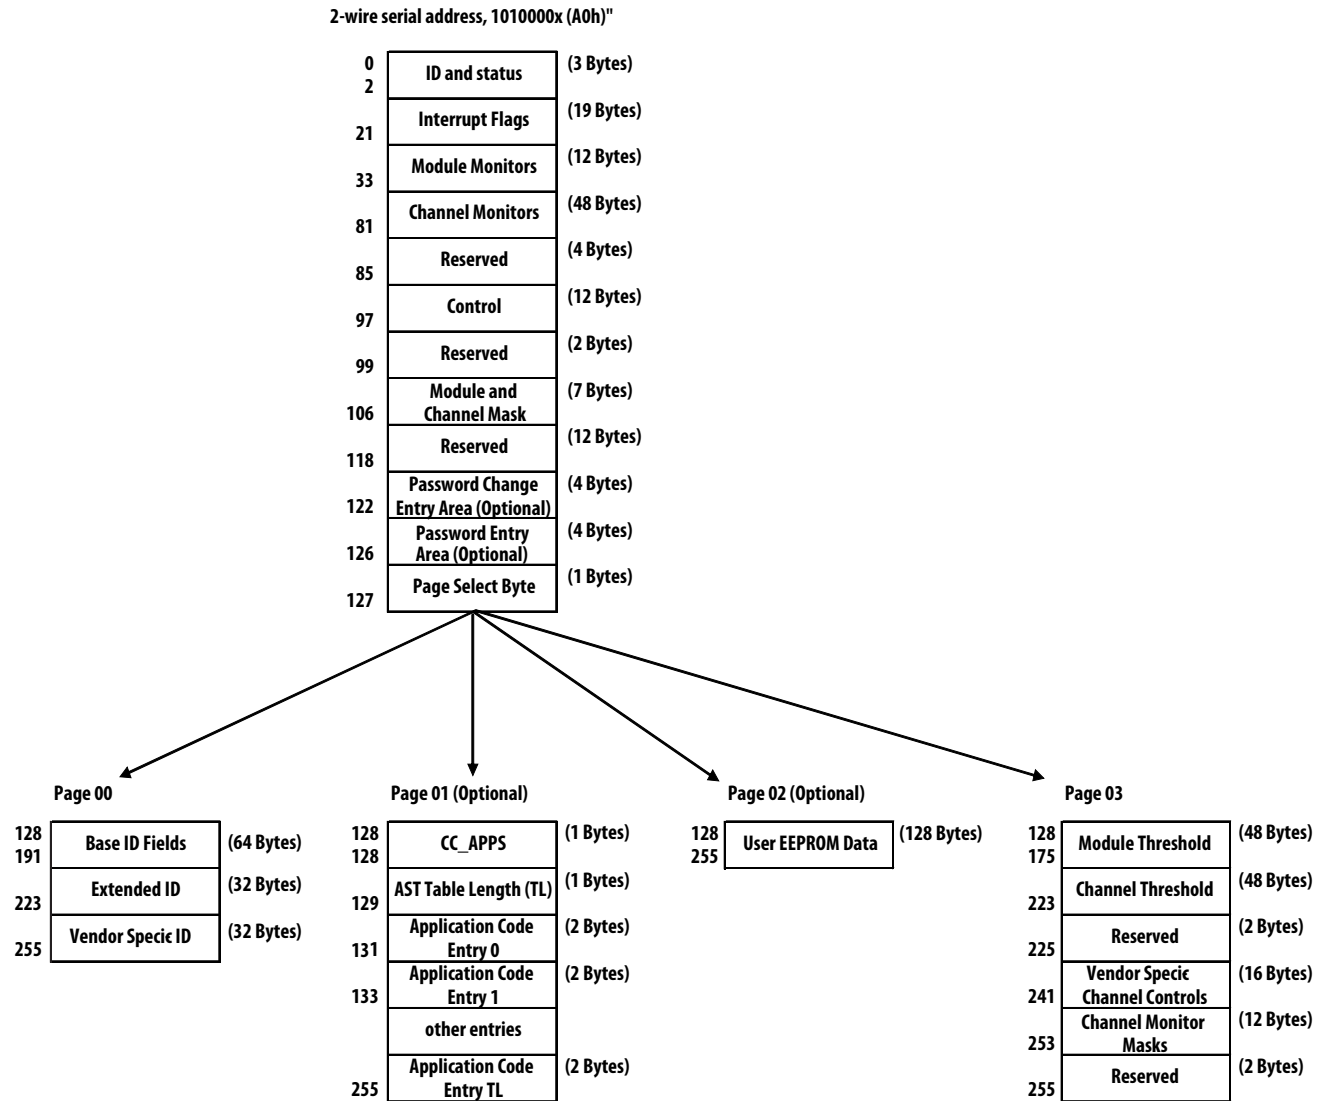 2-wire serial address, 1010000x (A0h)"
0
2
ID and status
(3 Bytes)
21
Interrupt Flags
(19 Bytes)
33
Module Monitors
(12 Bytes)
81
Channel Monitors
(48 Bytes)
85
Reserved
(4 Bytes)
97
Control
(12 Bytes)
99
Reserved
(2 Bytes)
106
Module and
Channel Mask
(7 Bytes)
118
Reserved
(12 Bytes)
122
Password Change
Entry Area (Optional)
(4 Bytes)
126
Password Entry
Area (Optional)
(4 Bytes)
127
Page Select Byte
(1 Bytes)
Page 00
128
191
Base ID Fields
(64 Bytes)
223
Extended ID
(32 Bytes)
255
Vendor Specic ID
(32 Bytes)
Page 01 (Optional)
128
128
CC_APPS
(1 Bytes)
129
AST Table Length (TL)
(1 Bytes)
131
Application Code
Entry 0
(2 Bytes)
133
Application Code
Entry 1
(2 Bytes)
other entries
255
Application Code
Entry TL
(2 Bytes)
Page 02 (Optional)
128
255
User EEPROM Data
(128 Bytes)
Page 03
128
175
Module Threshold
(48 Bytes)
223
Channel Threshold
(48 Bytes)
225
Reserved
(2 Bytes)
241
Vendor Specic
Channel Controls
(16 Bytes)
253
Channel Monitor
Masks
(12 Bytes)
255
Reserved
(2 Bytes)